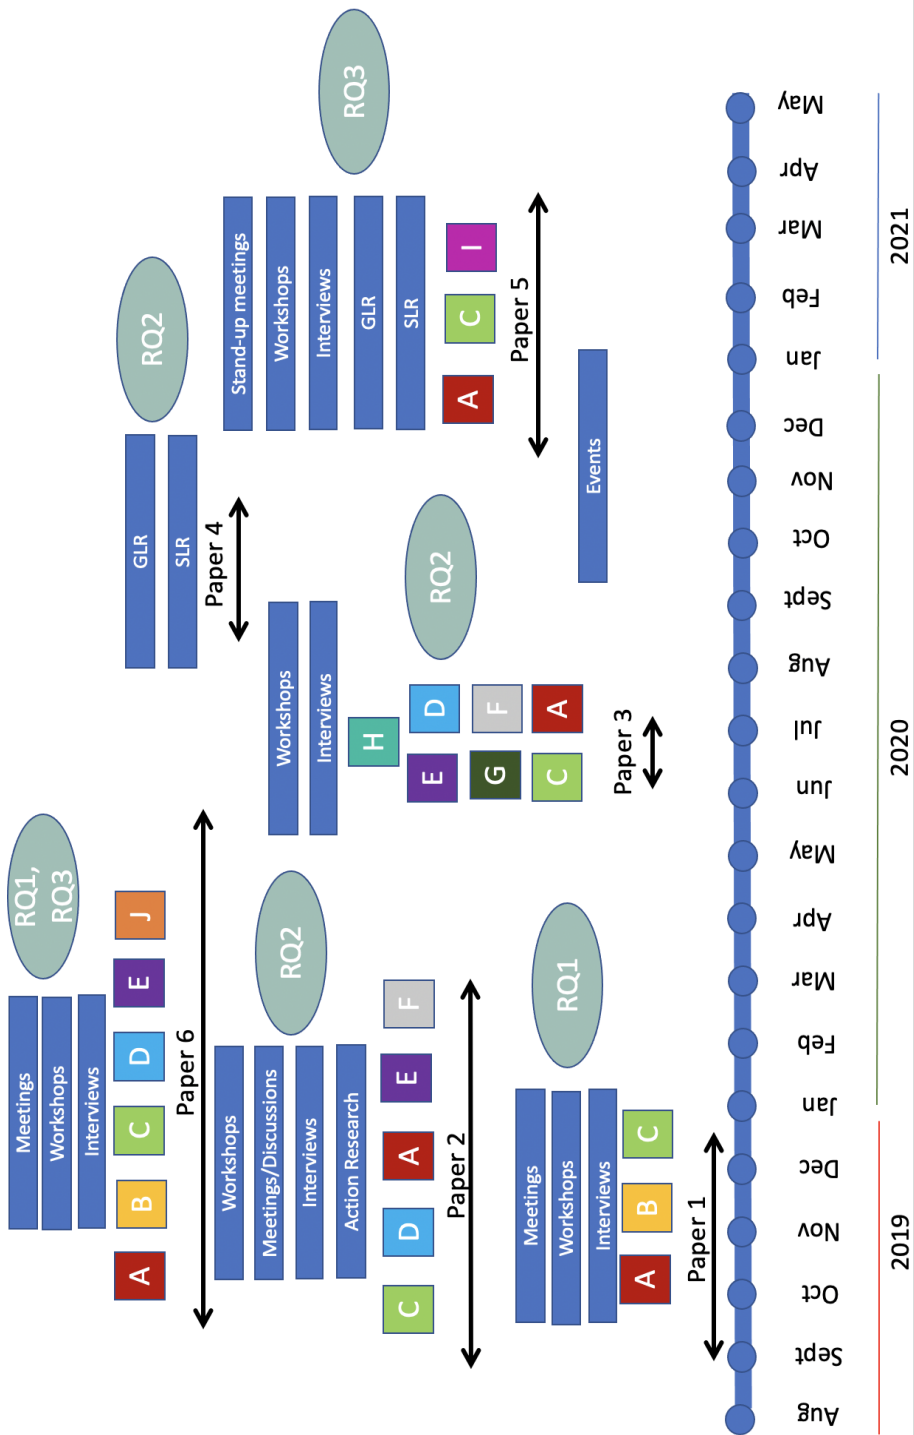 RQ1,
RQ3
Meetings
Workshops
Interviews
A
B
C
D
E
J
Paper 6
RQ2
Workshops
Meetings/Discussions
Interviews
Action Research
C
D
A
E
F
Paper 2
RQ1
Meetings
Workshops
Interviews
A
B
C
Paper 1
RQ2
GLR
SLR
Paper 4
Workshops
Interviews
H
E
D
G
F
C
A
Paper 3
RQ2
RQ3
Stand-up meetings
Workshops
Interviews
GLR
SLR
A
C
I
Paper 5
Events
Aug
Sept
Oct
Nov
Dec
Jan
Feb
Mar
Apr
May
Jun
Jul
Aug
Sept
Oct
Nov
Dec
Jan
Feb
Mar
Apr
May
2019
2020
2021